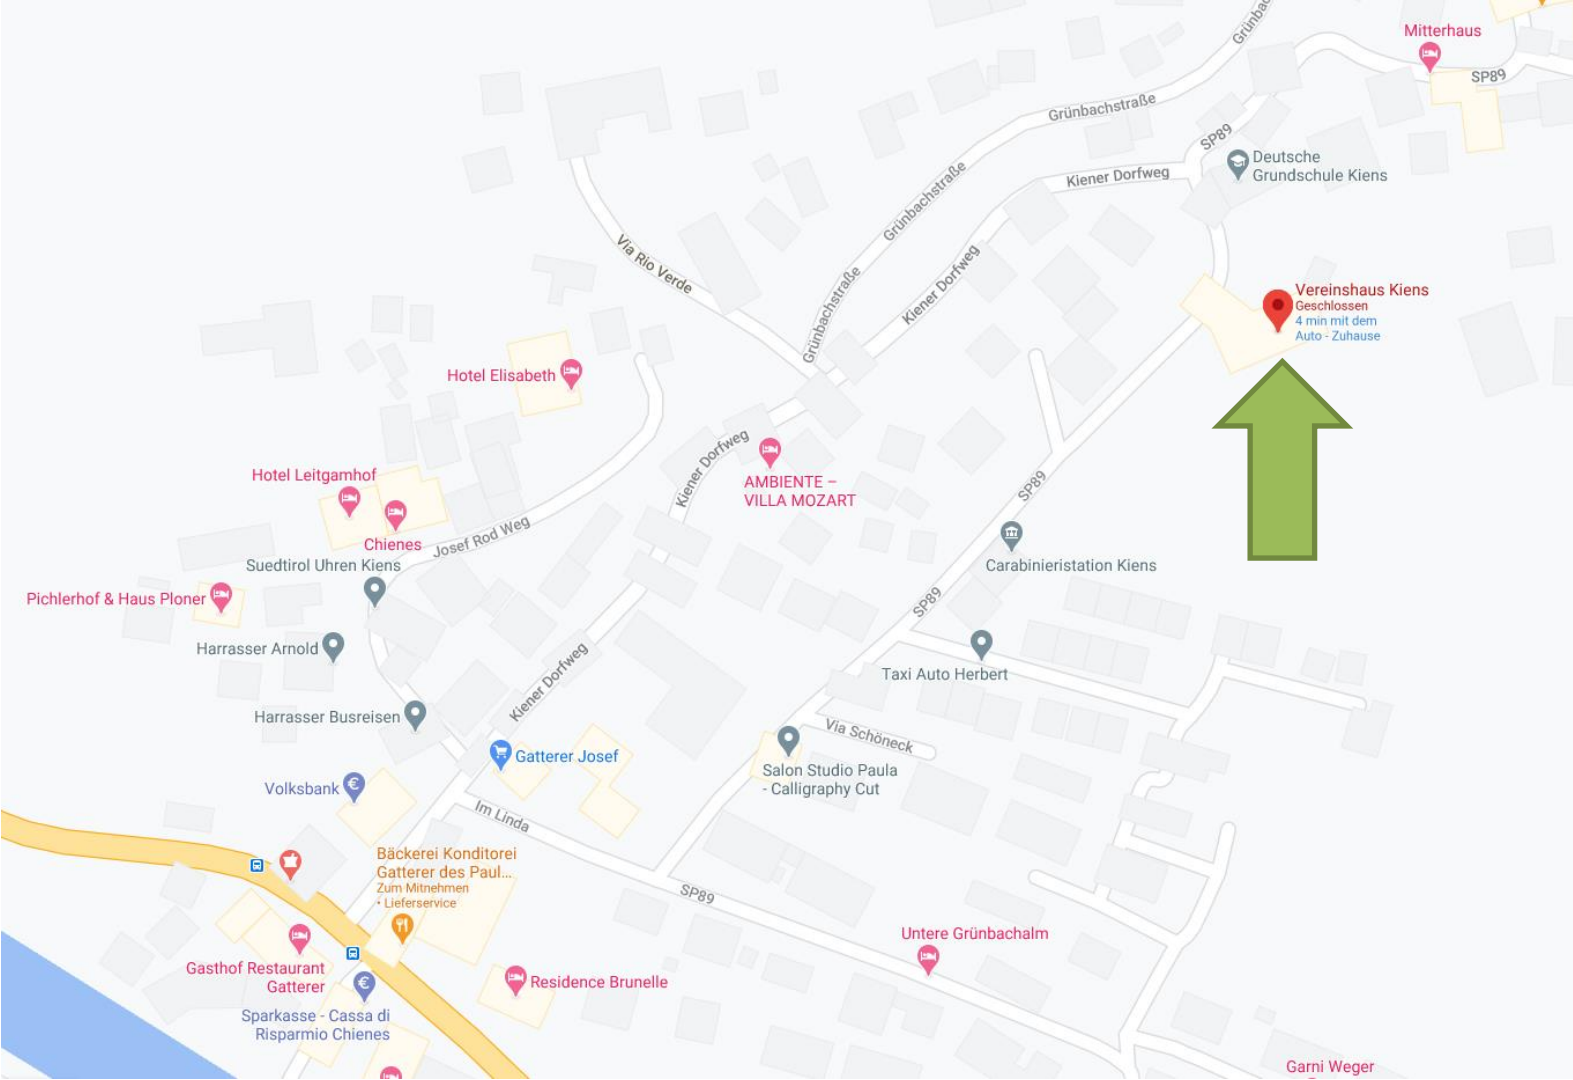 Grünbac
Mitterhaus
SP89
Grünbachstraße
SP89
Deutsche
Grundschule Kiens
Kiener Dorfweg
Grünbachstraße
Via Rio Verde
Kiener Dorfweg
Grünbachstraße
Vereinshaus Kiens
Geschlossen
4 min mit dem
Auto - Zuhause
Hotel Elisabeth
Kiener Dorfweg
AMBIENTE –
VILLA MOZART
Hotel Leitgamhof
SP89
Chienes
Josef Rod Weg
Suedtirol Uhren Kiens
Carabinieristation Kiens
Pichlerhof & Haus Ploner
SP89
Harrasser Arnold
Taxi Auto Herbert
Kiener Dorfweg
Harrasser Busreisen
Via Schöneck
Gatterer Josef
Salon Studio Paula
- Calligraphy Cut
Volksbank
Im Linda
Bäckerei Konditorei
Gatterer des Paul...
Zum Mitnehmen
• Lieferservice
SP89
Untere Grünbachalm
Gasthof Restaurant
Gatterer
Residence Brunelle
Sparkasse - Cassa di
Risparmio Chienes
Garni Weger